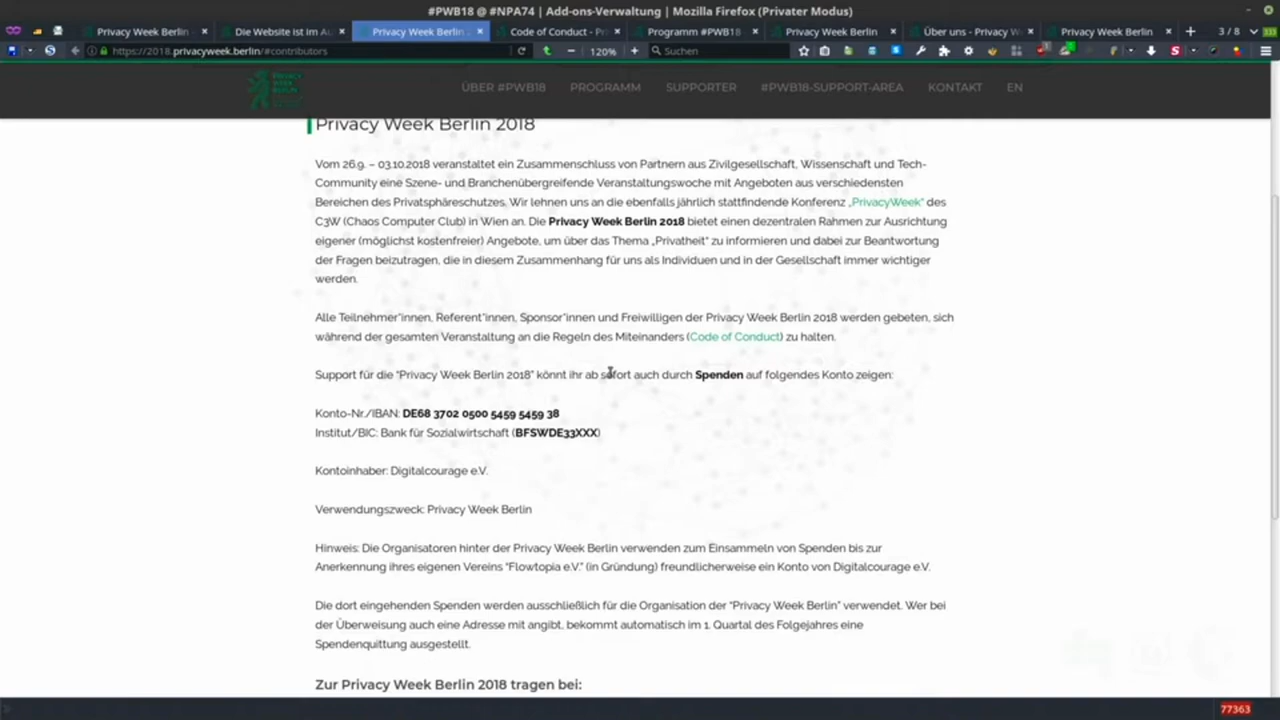 #PWB18 @ #NPA74 | Add-ons-Verwaltung | Mozilla Firefox (Privater Modus)
Privacy Week Berlin - × Die Website ist im Au × Privacy Week Berlin × Code of Conduct - Pr × Programm #PWB18 × Privacy Week Berlin × Über uns - Privacy W × Privacy Week Berlin × 3 / 8
https://2018.privacyweek.berlin/#contributors 120% Suchen
PRIVACY WEEK BERLIN ÜBER #PWB18 PROGRAMM SUPPORTER #PWB18-SUPPORT-AREA KONTAKT EN
Privacy Week Berlin 2018
Vom 26.9. – 03.10.2018 veranstaltet ein Zusammenschluss von Partnern aus Zivilgesellschaft, Wissenschaft und Tech-
Community eine Szene- und Branchenübergreifende Veranstaltungswoche mit Angeboten aus verschiedensten
Bereichen des Privatsphäreschutzes. Wir lehnen uns an die ebenfalls jährlich stattfindende Konferenz „PrivacyWeek“ des
C3W (Chaos Computer Club) in Wien an. Die Privacy Week Berlin 2018 bietet einen dezentralen Rahmen zur Ausrichtung
eigener (möglichst kostenfreier) Angebote, um über das Thema „Privatheit“ zu informieren und dabei zur Beantwortung
der Fragen beizutragen, die in diesem Zusammenhang für uns als Individuen und in der Gesellschaft immer wichtiger
werden.
Alle Teilnehmer*innen, Referent*innen, Sponsor*innen und Freiwilligen der Privacy Week Berlin 2018 werden gebeten, sich
während der gesamten Veranstaltung an die Regeln des Miteinanders (Code of Conduct) zu halten.
Support für die “Privacy Week Berlin 2018” könnt ihr ab sofort auch durch Spenden auf folgendes Konto zeigen:
Konto-Nr./IBAN: DE68 3702 0500 5459 5459 38
Institut/BIC: Bank für Sozialwirtschaft (BFSWDE33XXX)
Kontoinhaber: Digitalcourage e.V.
Verwendungszweck: Privacy Week Berlin
Hinweis: Die Organisatoren hinter der Privacy Week Berlin verwenden zum Einsammeln von Spenden bis zur
Anerkennung ihres eigenen Vereins “Flowtopia e.V.” (in Gründung) freundlicherweise ein Konto von Digitalcourage e.V.
Die dort eingehenden Spenden werden ausschließlich für die Organisation der “Privacy Week Berlin” verwendet. Wer bei
der Überweisung auch eine Adresse mit angibt, bekommt automatisch im 1. Quartal des Folgejahres eine
Spendenquittung ausgestellt.
Zur Privacy Week Berlin 2018 tragen bei:
77363